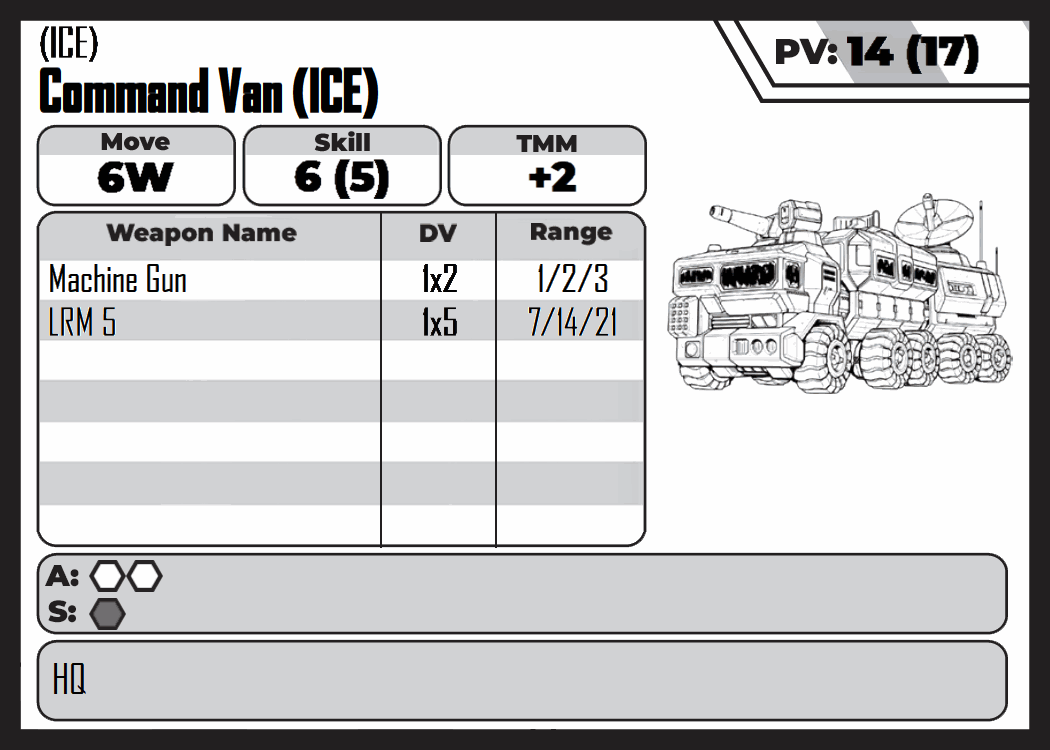 (ICE)
Command Van (ICE)
PV: 14 (17)
Move Skill TMM
6W 6 (5) +2
Weapon Name DV Range
Machine Gun 1x2 1/2/3
LRM 5 1x5 7/14/21
A:
S:
HQ